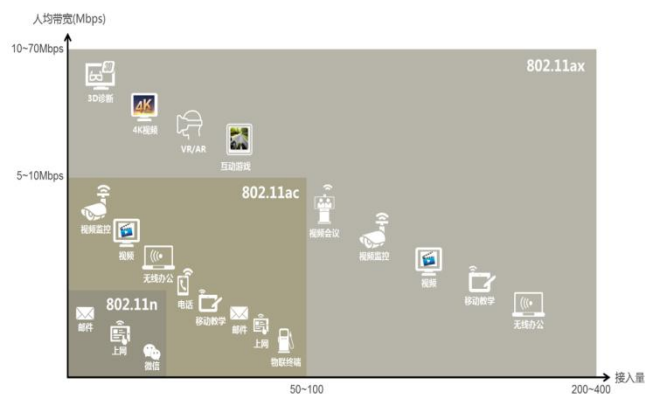 人均带宽(Mbps)
10~70Mbps
802.11ax
3D诊断
4K
4K视频
VR/AR
互动游戏
5~10Mbps
802.11ac
视频监控
视频
无线办公
电话
移动教学
邮件
上网
物联终端
视频会议
视频监控
视频
移动教学
无线办公
802.11n
邮件
上网
微信
50~100
200~400
接入量